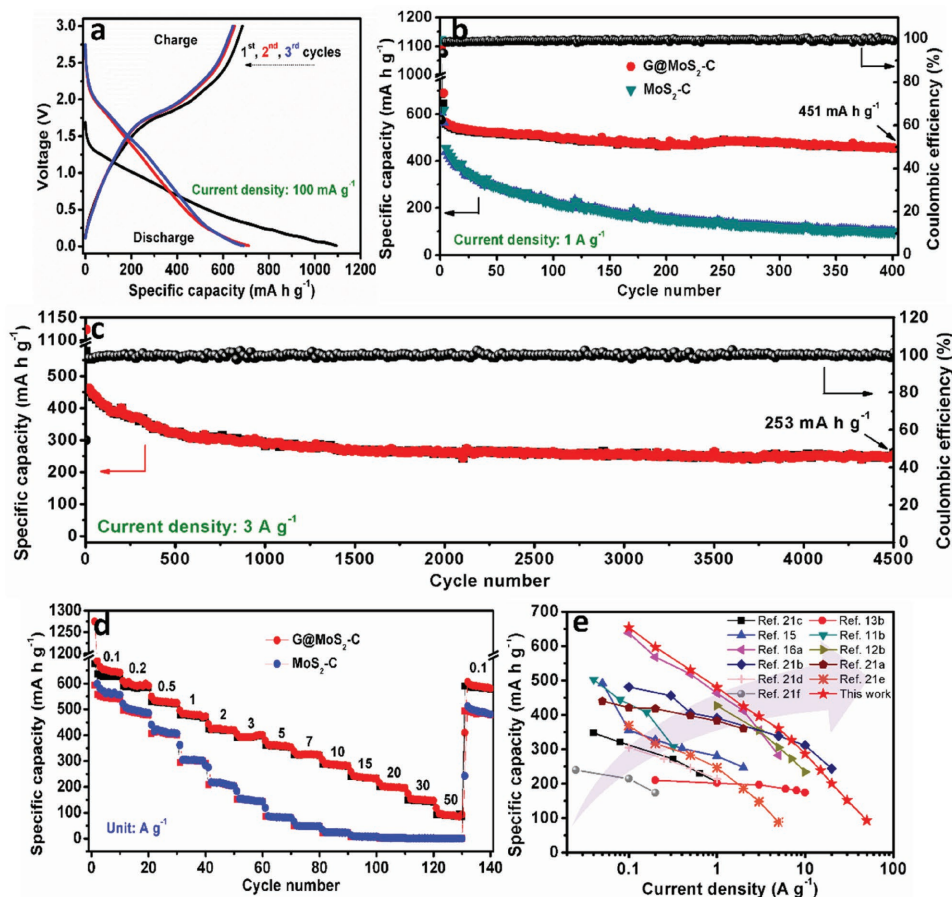 a
Charge
1st, 2nd, 3rd cycles
Current density: 100 mA g-1
Discharge
Voltage (V)
3.0
2.5
2.0
1.5
1.0
0.5
0.0
0 200 400 600 800 1000 1200
Specific capacity (mA h g-1)
b
G@MoS2-C
MoS2-C
451 mA h g-1
Current density: 1 A g-1
Specific capacity (mA h g-1)
1200
1100
1000
600
400
200
0
Coulombic efficiency (%)
100
80
60
40
20
0
0 50 100 150 200 250 300 350 400
Cycle number
c
253 mA h g-1
Current density: 3 A g-1
Specific capacity (mA h g-1)
1150
1100
500
400
300
200
100
0
Coulombic efficiency (%)
120
100
80
60
40
20
0
0 500 1000 1500 2000 2500 3000 3500 4000 4500
Cycle number
d
G@MoS2-C
MoS2-C
0.1 0.2 0.5 1 2 3 5 7 10 15 20 30 50 0.1
Unit: A g-1
Specific capacity (mA h g-1)
1300
1200
700
600
500
400
300
200
100
0
0 20 40 60 80 100 120 140
Cycle number
e
Ref. 21c Ref. 13b
Ref. 15 Ref. 11b
Ref. 16a Ref. 12b
Ref. 21b Ref. 21a
Ref. 21d Ref. 21e
Ref. 21f This work
Specific capacity (mA h g-1)
700
600
500
400
300
200
100
0
0.1 1 10
Current density (A g-1)